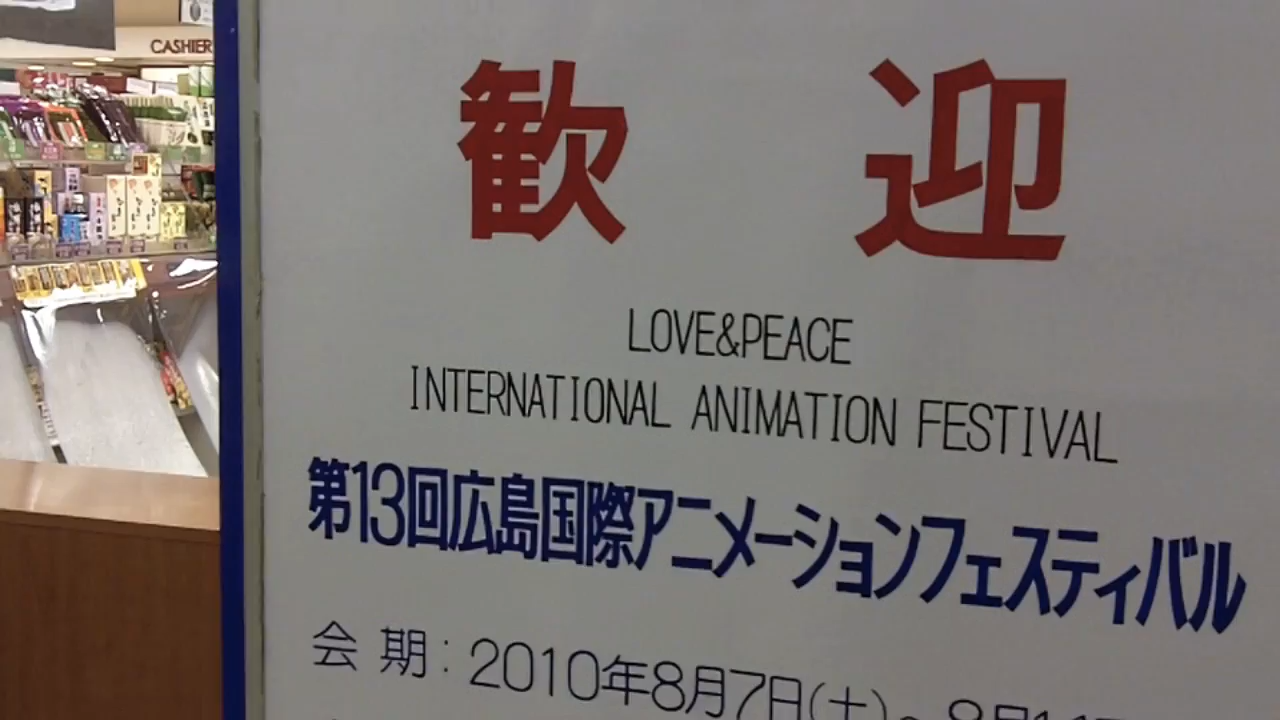 CASHIER
歓 迎
LOVE&PEACE
INTERNATIONAL ANIMATION FESTIVAL
第13回広島国際アニメーションフェスティバル
会 期：2010年8月7日(土)～8月